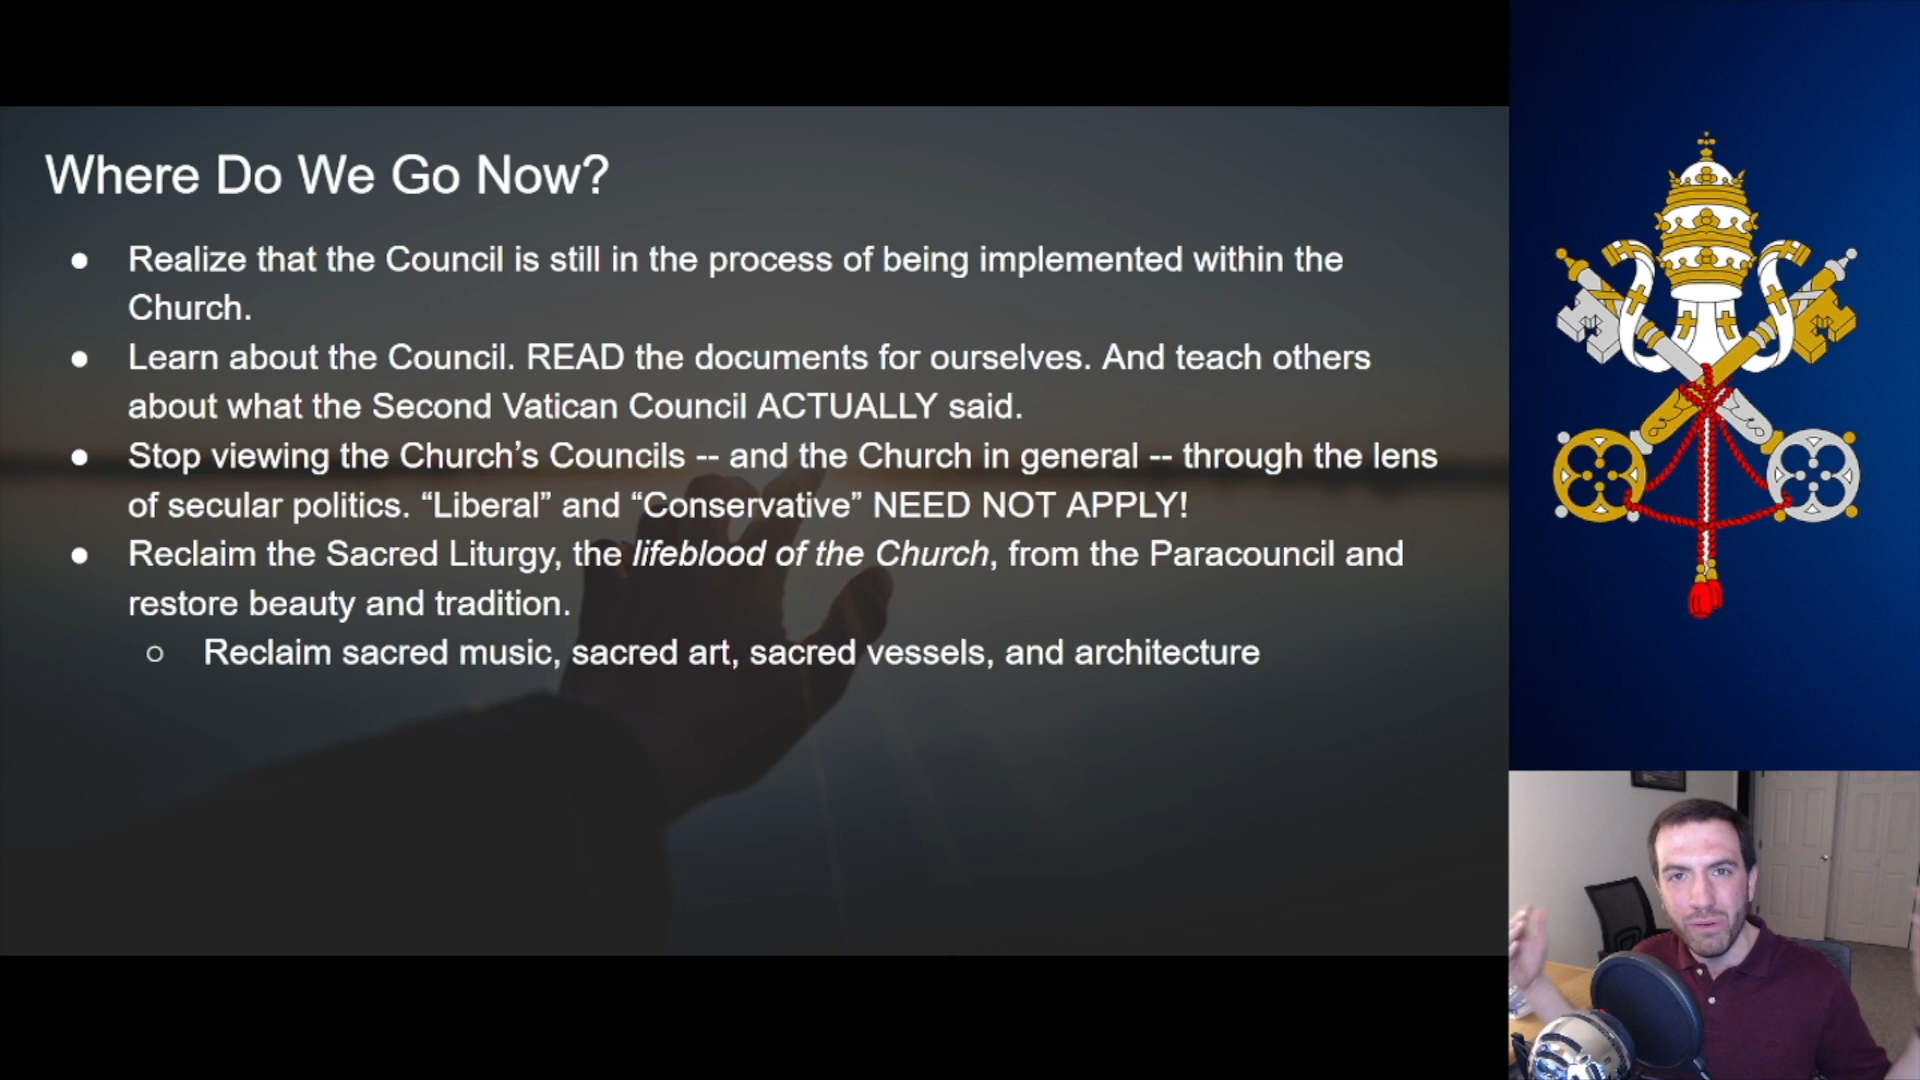 Where Do We Go Now?
● Realize that the Council is still in the process of being implemented within the
Church.
● Learn about the Council. READ the documents for ourselves. And teach others
about what the Second Vatican Council ACTUALLY said.
● Stop viewing the Church’s Councils -- and the Church in general -- through the lens
of secular politics. “Liberal” and “Conservative” NEED NOT APPLY!
● Reclaim the Sacred Liturgy, the lifeblood of the Church, from the Paracouncil and
restore beauty and tradition.
○ Reclaim sacred music, sacred art, sacred vessels, and architecture